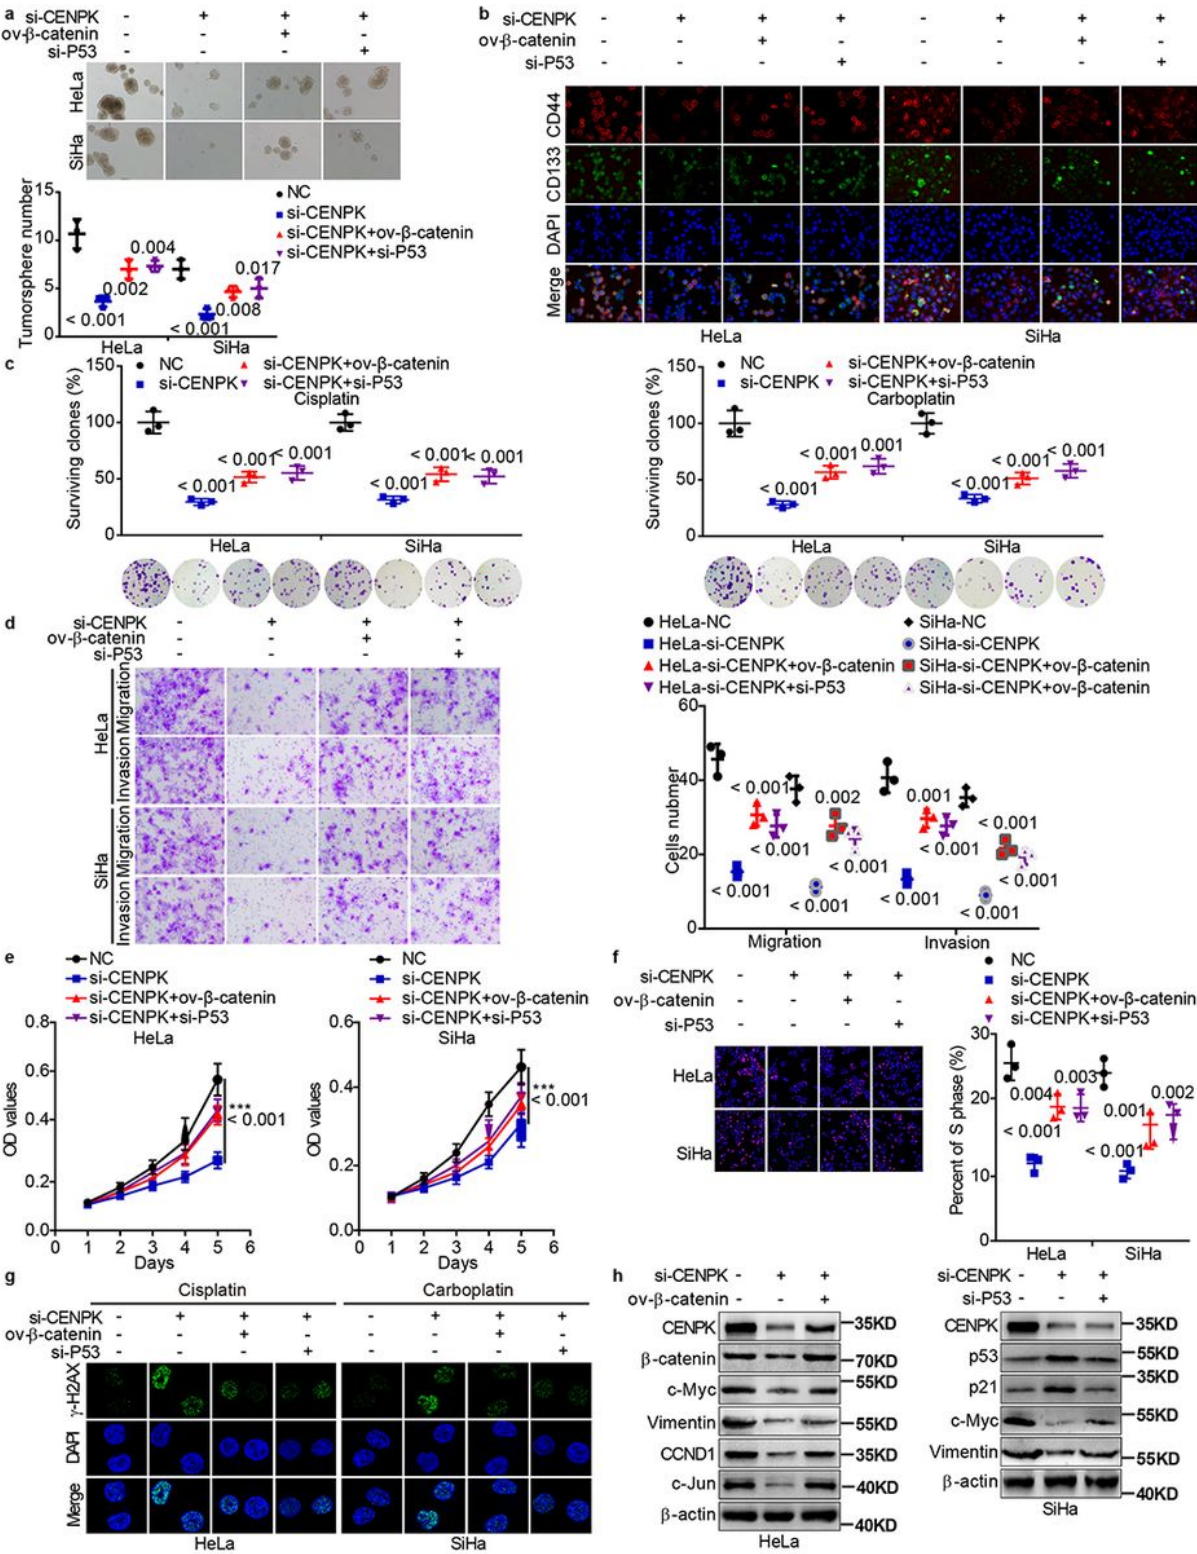 a
si-CENPK - + + +
ov-β-catenin - - + -
si-P53 - - - +
HeLa
SiHa
Tumorsphere number
15
10
5
0
NC
si-CENPK
si-CENPK+ov-β-catenin
si-CENPK+si-P53
0.004
0.002
< 0.001
0.017
0.008
< 0.001
HeLa SiHa
b
si-CENPK - + + + - + + +
ov-β-catenin - - + - - - + -
si-P53 - - - + - - - +
CD44
CD133
DAPI
Merge
HeLa SiHa
c
NC si-CENPK+ov-β-catenin
si-CENPK si-CENPK+si-P53
Cisplatin
Surviving clones (%)
150
100
50
0
< 0.001 < 0.001
< 0.001
< 0.001 < 0.001
< 0.001
HeLa SiHa
NC si-CENPK+ov-β-catenin
si-CENPK si-CENPK+si-P53
Carboplatin
Surviving clones (%)
150
100
50
0
< 0.001
< 0.001
< 0.001
< 0.001
< 0.001
< 0.001
HeLa SiHa
d
si-CENPK - + + +
ov-β-catenin - - + -
si-P53 - - - +
HeLa
Migration
Invasion
SiHa
Migration
Invasion
HeLa-NC SiHa-NC
HeLa-si-CENPK SiHa-si-CENPK
HeLa-si-CENPK+ov-β-catenin SiHa-si-CENPK+ov-β-catenin
HeLa-si-CENPK+si-P53 SiHa-si-CENPK+ov-β-catenin
Cells nubmer
60
40
20
0
< 0.001
0.002
0.001
< 0.001
< 0.001
< 0.001
< 0.001
< 0.001
< 0.001
< 0.001
< 0.001
< 0.001
Migration Invasion
e
NC
si-CENPK
si-CENPK+ov-β-catenin
si-CENPK+si-P53
HeLa
OD values
0.8
0.6
0.4
0.2
0.0
***
< 0.001
0 1 2 3 4 5 6
Days
NC
si-CENPK
si-CENPK+ov-β-catenin
si-CENPK+si-P53
SiHa
OD values
0.6
0.4
0.2
0.0
***
< 0.001
0 1 2 3 4 5 6
Days
f
si-CENPK - + + +
ov-β-catenin - - + -
si-P53 - - - +
HeLa
SiHa
NC
si-CENPK
si-CENPK+ov-β-catenin
si-CENPK+si-P53
Percent of S phase (%)
30
20
10
0
0.003
0.004
< 0.001
0.002
0.001
< 0.001
HeLa SiHa
g
Cisplatin Carboplatin
si-CENPK - + + + - + + +
ov-β-catenin - - + - - - + -
si-P53 - - - + - - - +
γ-H2AX
DAPI
Merge
HeLa SiHa
h
si-CENPK - + +
ov-β-catenin - - +
CENPK 35KD
β-catenin 70KD
c-Myc 55KD
Vimentin 55KD
CCND1 35KD
c-Jun 40KD
β-actin 40KD
HeLa
si-CENPK - + +
si-P53 - - +
CENPK 35KD
p53 55KD
p21 35KD
c-Myc 55KD
Vimentin 55KD
β-actin 40KD
SiHa